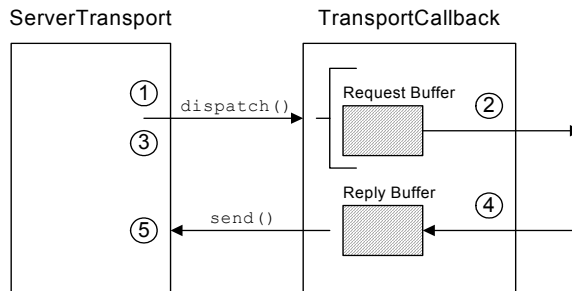 ServerTransport TransportCallback
① Request Buffer ②
dispatch()
③
Reply Buffer ④
⑤ send()